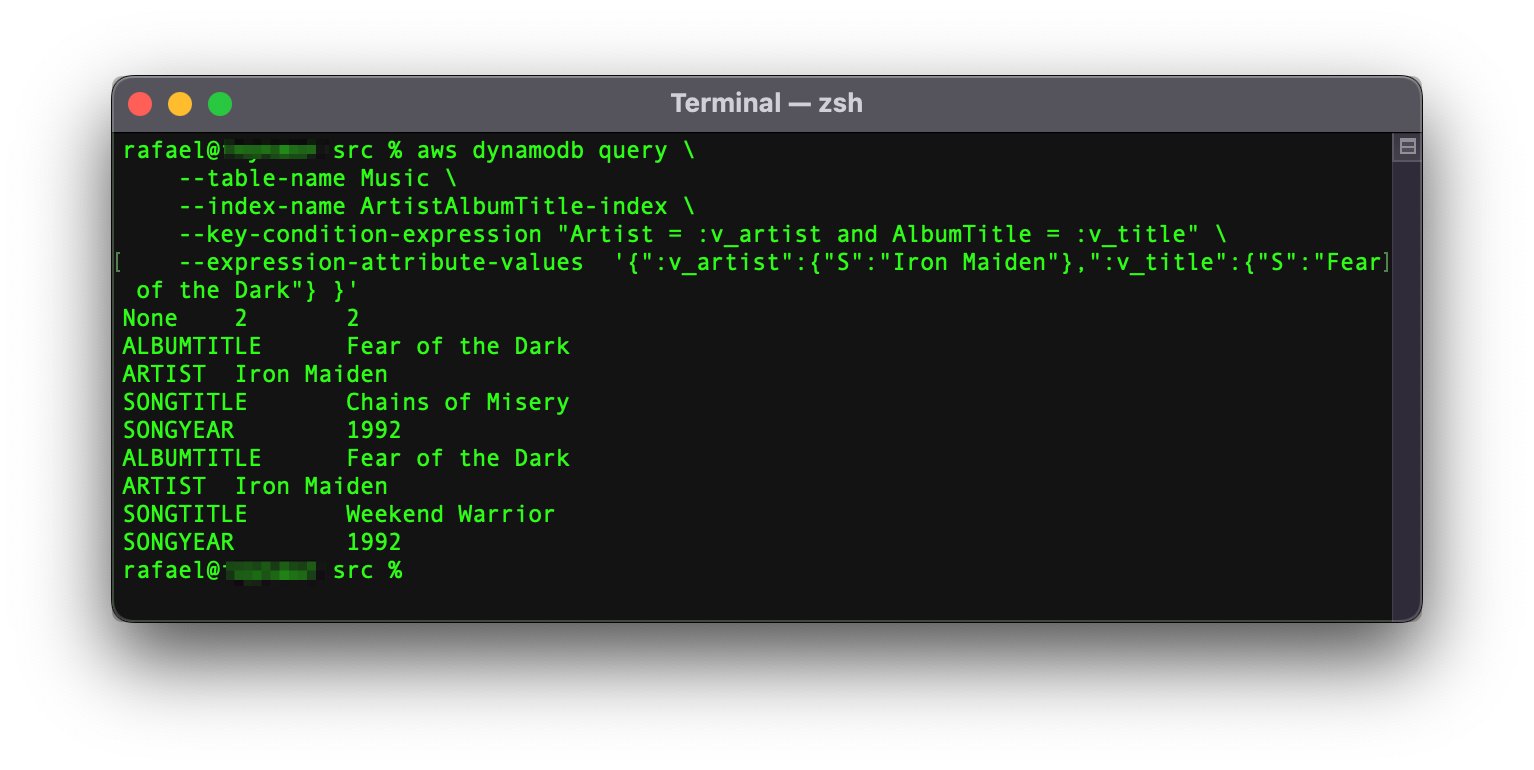 Terminal — zsh
rafael@ src % aws dynamodb query \
    --table-name Music \
    --index-name ArtistAlbumTitle-index \
    --key-condition-expression "Artist = :v_artist and AlbumTitle = :v_title" \
[    --expression-attribute-values  '{":v_artist":{"S":"Iron Maiden"},":v_title":{"S":"Fear]
 of the Dark"} }'
None    2       2
ALBUMTITLE      Fear of the Dark
ARTIST  Iron Maiden
SONGTITLE       Chains of Misery
SONGYEAR        1992
ALBUMTITLE      Fear of the Dark
ARTIST  Iron Maiden
SONGTITLE       Weekend Warrior
SONGYEAR        1992
rafael@ src %